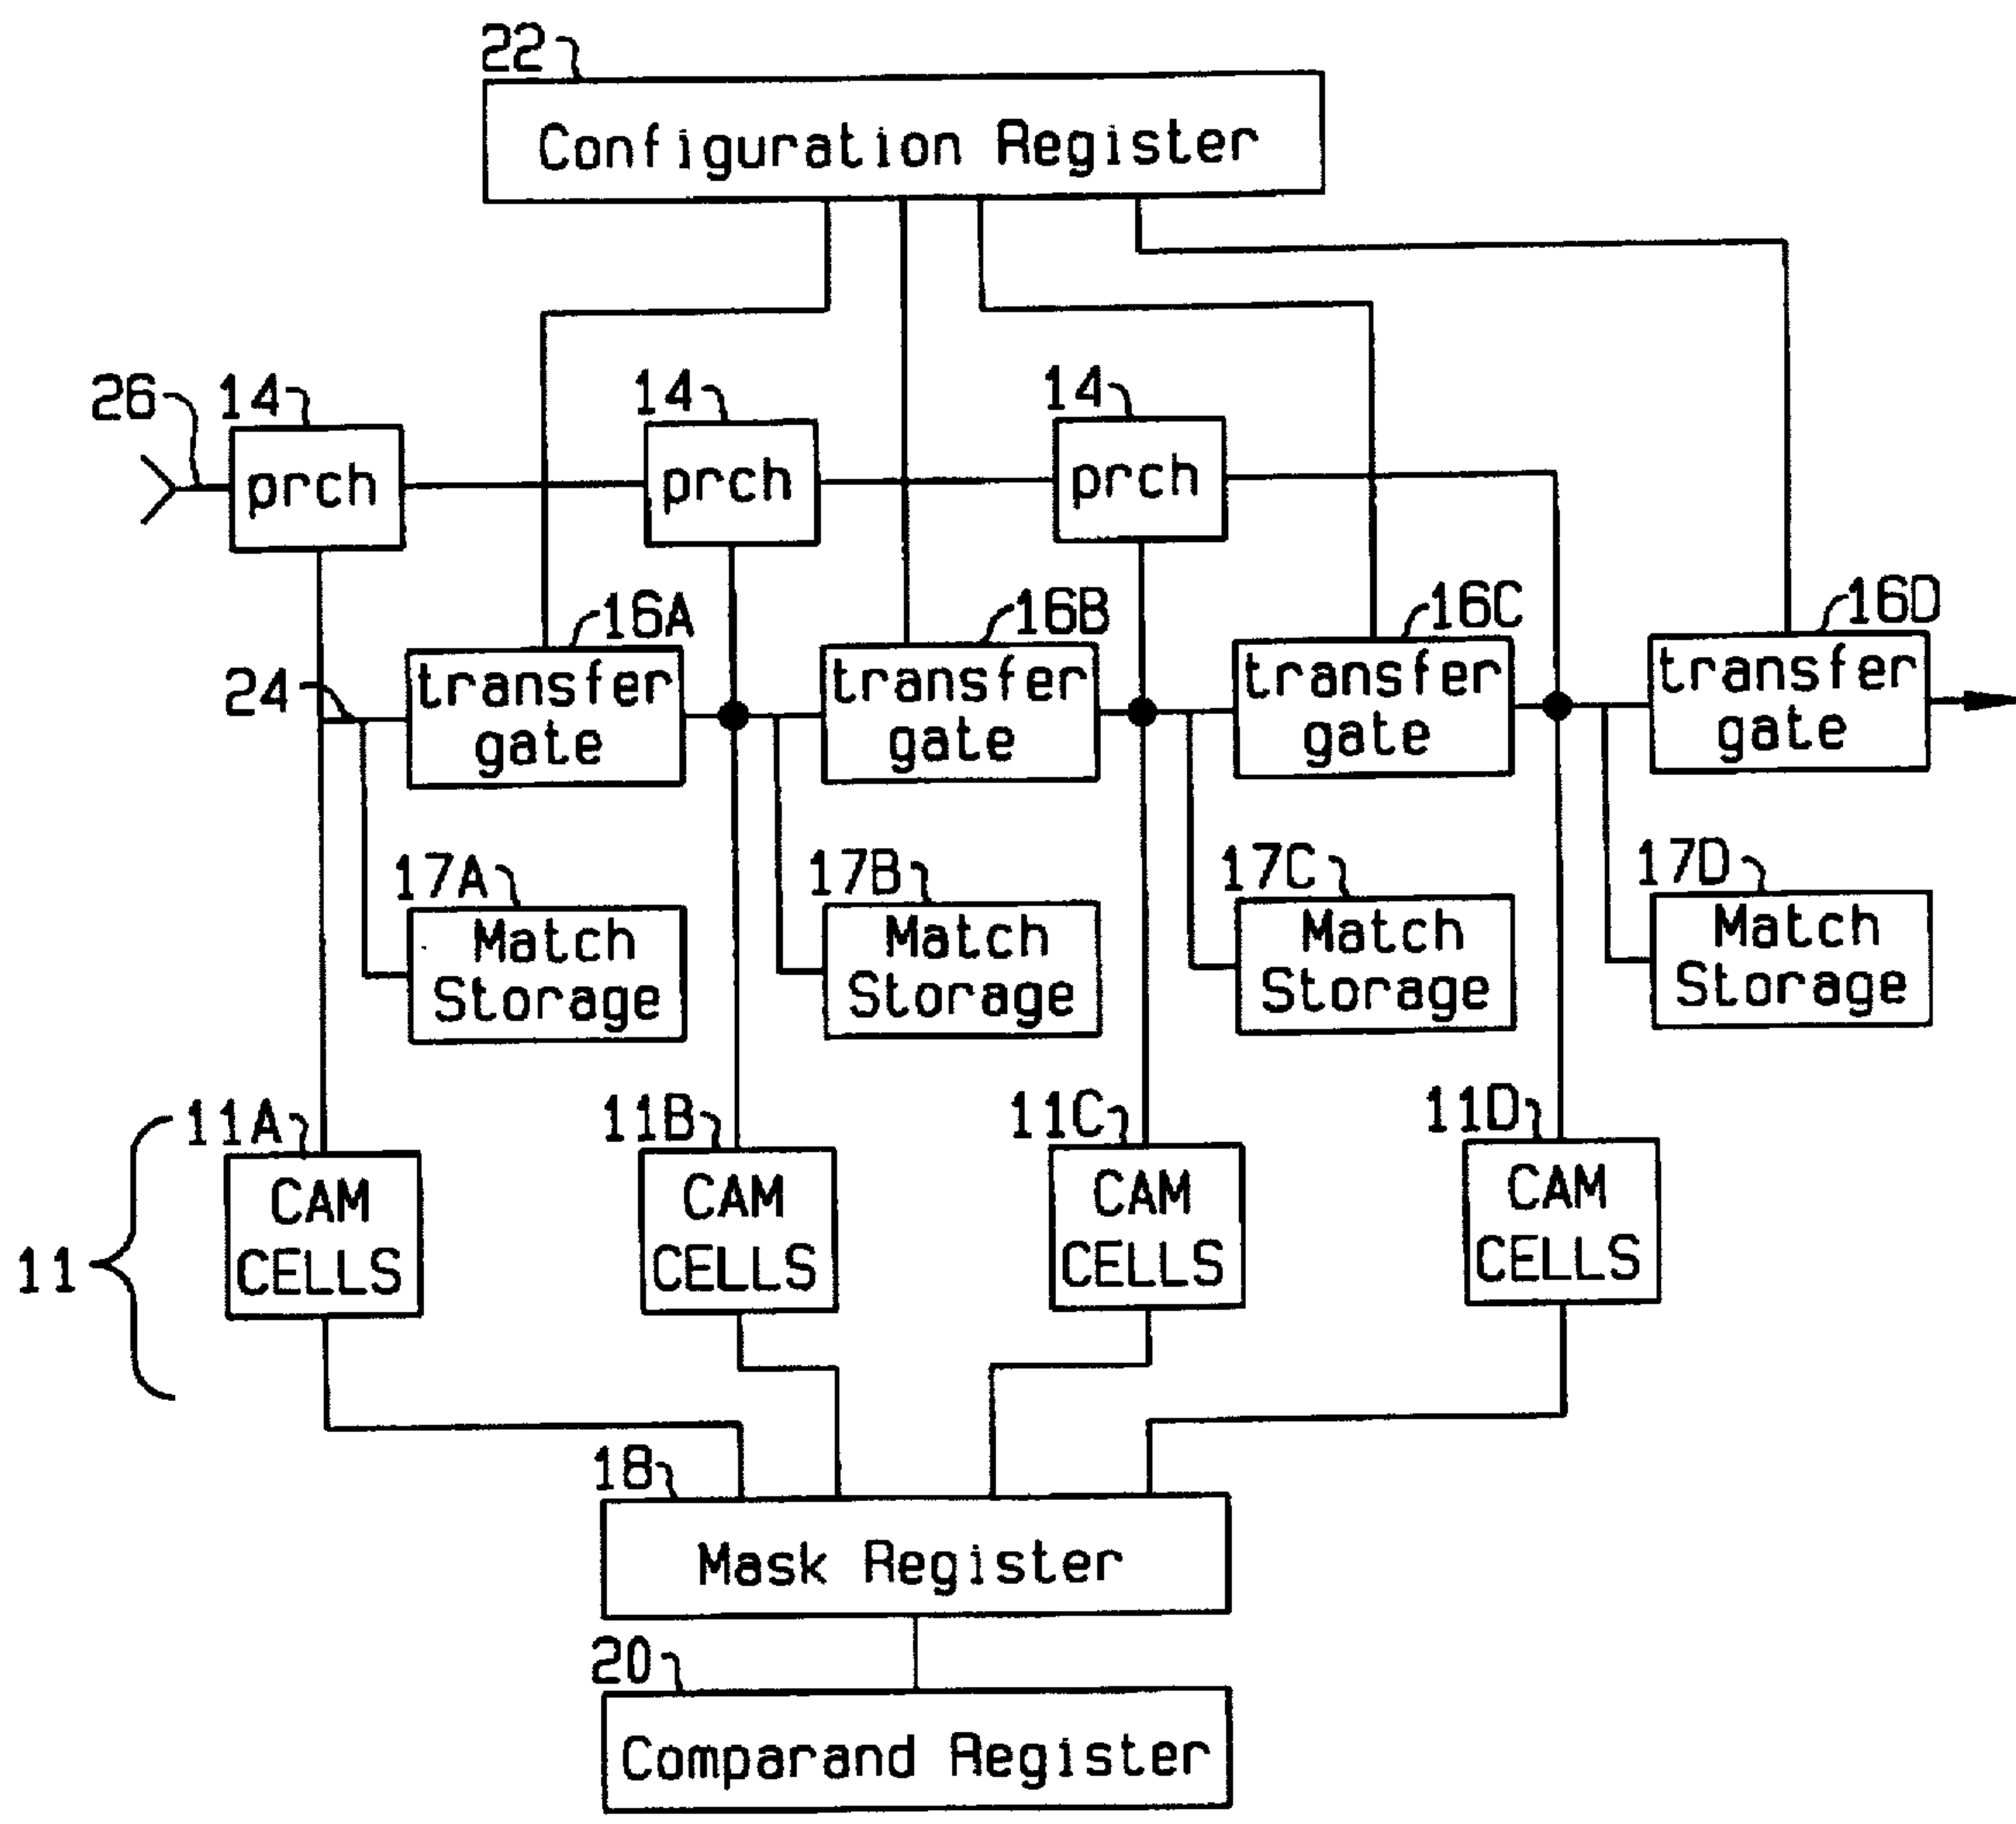 22
Configuration Register
26
14
14
14
prch
prch
prch
16A
16B
16C
16D
24
transfer
gate
transfer
gate
transfer
gate
transfer
gate
17A
17B
17C
17D
Match
Storage
Match
Storage
Match
Storage
Match
Storage
11
11A
11B
11C
11D
CAM
CELLS
CAM
CELLS
CAM
CELLS
CAM
CELLS
18
Mask Register
20
Comparand Register